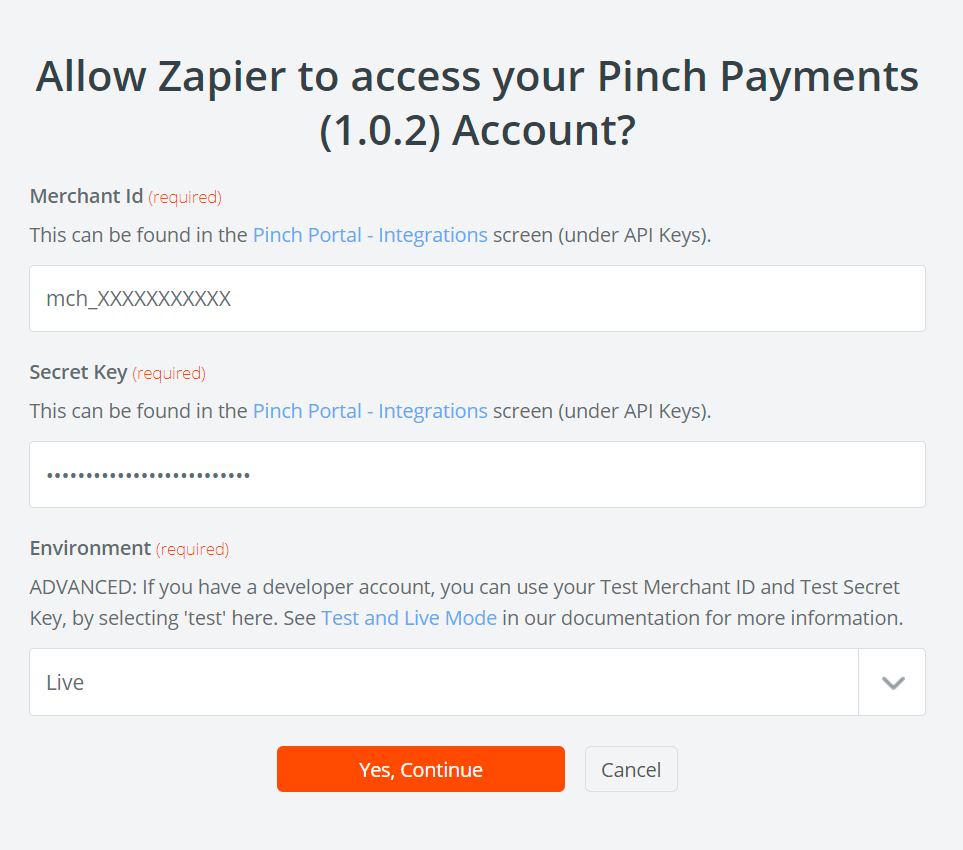 Allow Zapier to access your Pinch Payments
(1.0.2) Account?
Merchant Id (required)
This can be found in the Pinch Portal - Integrations screen (under API Keys).
mch_XXXXXXXXXXX
Secret Key (required)
This can be found in the Pinch Portal - Integrations screen (under API Keys).
••••••••••••••••••••••••••
Environment (required)
ADVANCED: If you have a developer account, you can use your Test Merchant ID and Test Secret
Key, by selecting 'test' here. See Test and Live Mode in our documentation for more information.
Live
Yes, Continue
Cancel